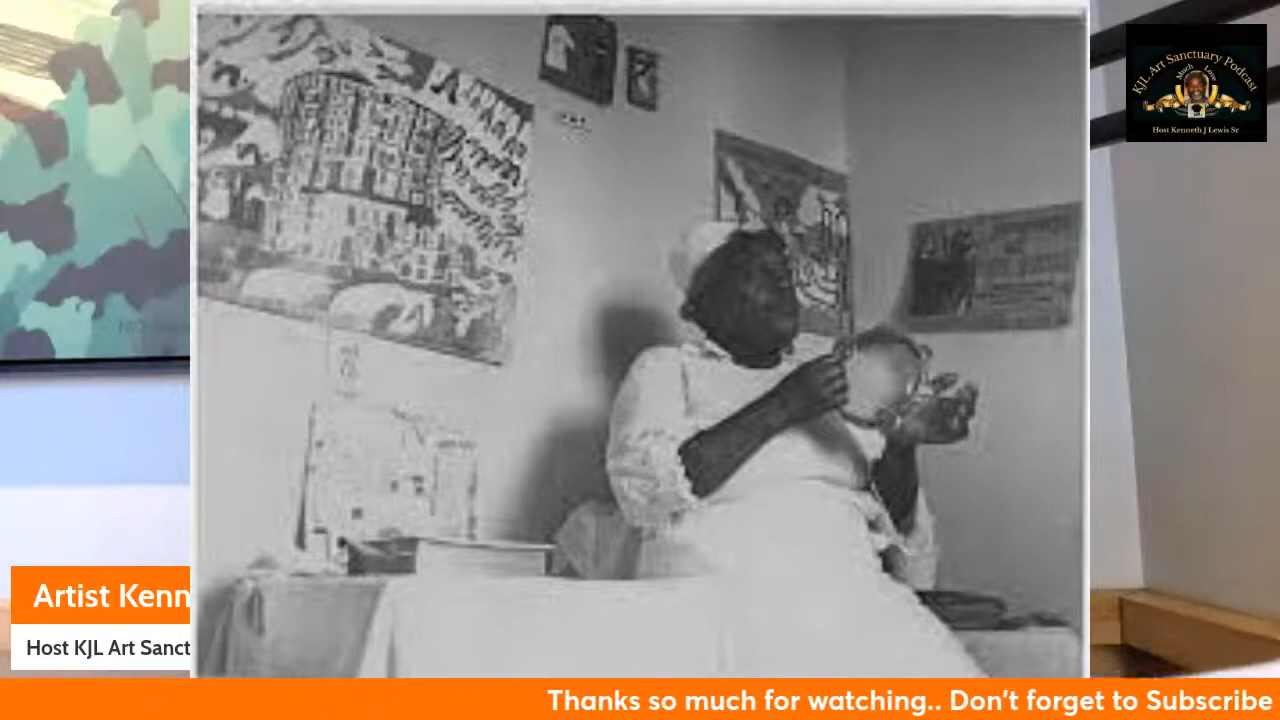 KJL Art Sanctuary Podcast
Much Love
Host Kenneth J Lewis Sr
Artist Kenn
Host KJL Art Sanct
Thanks so much for watching.. Don't forget to Subscribe